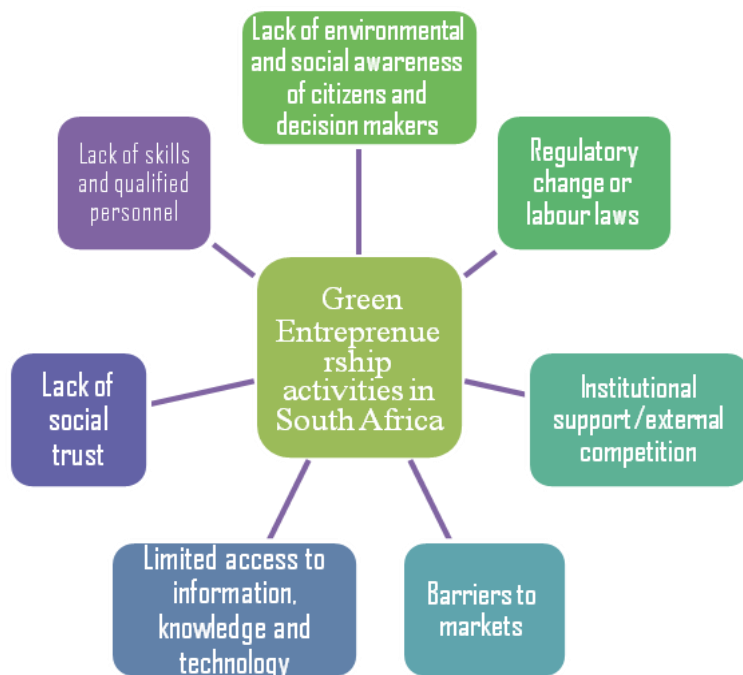 Lack of environmental
and social awareness
of citizens and
decision makers
Regulatory
change or
labour laws
Institutional
support/external
competition
Barriers to
markets
Limited access to
information,
knowledge and
technology
Lack of
social
trust
Lack of skills
and qualified
personnel
Green
Entreprenue
rship
activities in
South Africa